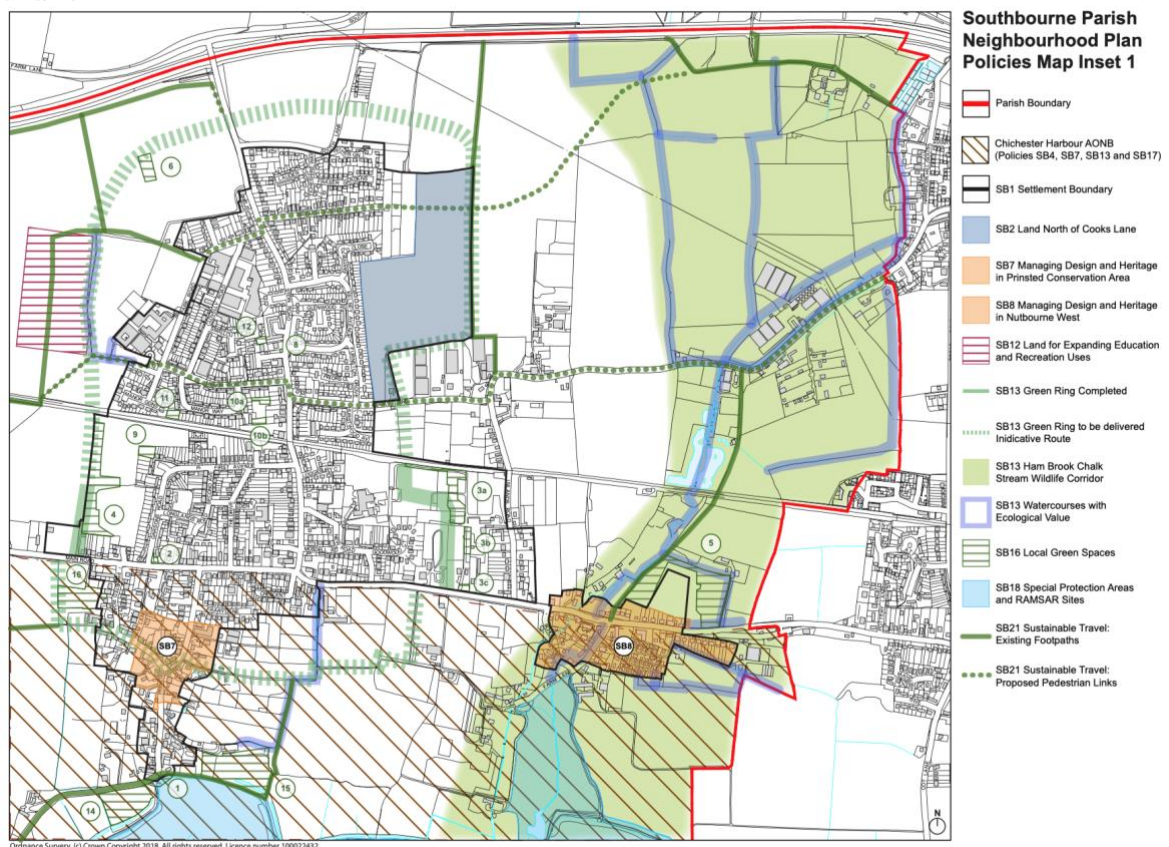 Southbourne Parish
Neighbourhood Plan
Policies Map Inset 1
Parish Boundary
Chichester Harbour AONB
(Policies SB4, SB7, SB13 and SB17)
SB1 Settlement Boundary
SB2 Land North of Cooks Lane
SB7 Managing Design and Heritage
in Prinsted Conservation Area
SB8 Managing Design and Heritage
in Nutbourne West
SB12 Land for Expanding Education
and Recreation Uses
SB13 Green Ring Completed
SB13 Green Ring to be delivered
Inidicative Route
SB13 Ham Brook Chalk
Stream Wildlife Corridor
SB13 Watercourses with
Ecological Value
SB16 Local Green Spaces
SB18 Special Protection Areas
and RAMSAR Sites
SB21 Sustainable Travel:
Existing Footpaths
SB21 Sustainable Travel:
Proposed Pedestrian Links
N
FARM LANE
6
12
8
11
10a
10b
9
3a
4
3b
5
2
3c
16
SB7
SB8
1
15
14
Ordnance Survey, (c) Crown Copyright 2018. All rights reserved. Licence number 100022432